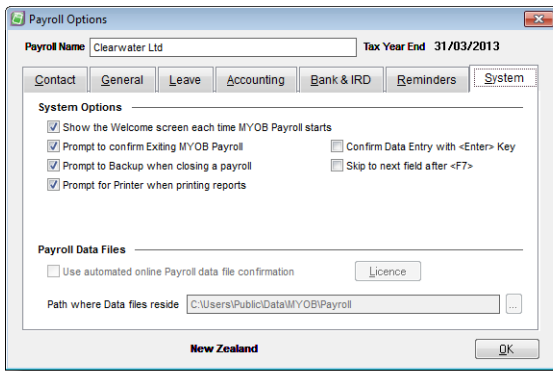 Payroll Options
Payroll Name Clearwater Ltd Tax Year End 31/03/2013
Contact General Leave Accounting Bank & IRD Reminders System
System Options
Show the Welcome screen each time MYOB Payroll starts
Prompt to confirm Exiting MYOB Payroll Confirm Data Entry with <Enter> Key
Prompt to Backup when closing a payroll Skip to next field after <F7>
Prompt for Printer when printing reports
Payroll Data Files
Use automated online Payroll data file confirmation Licence
Path where Data files reside C:\Users\Public\Data\MYOB\Payroll ...
New Zealand OK